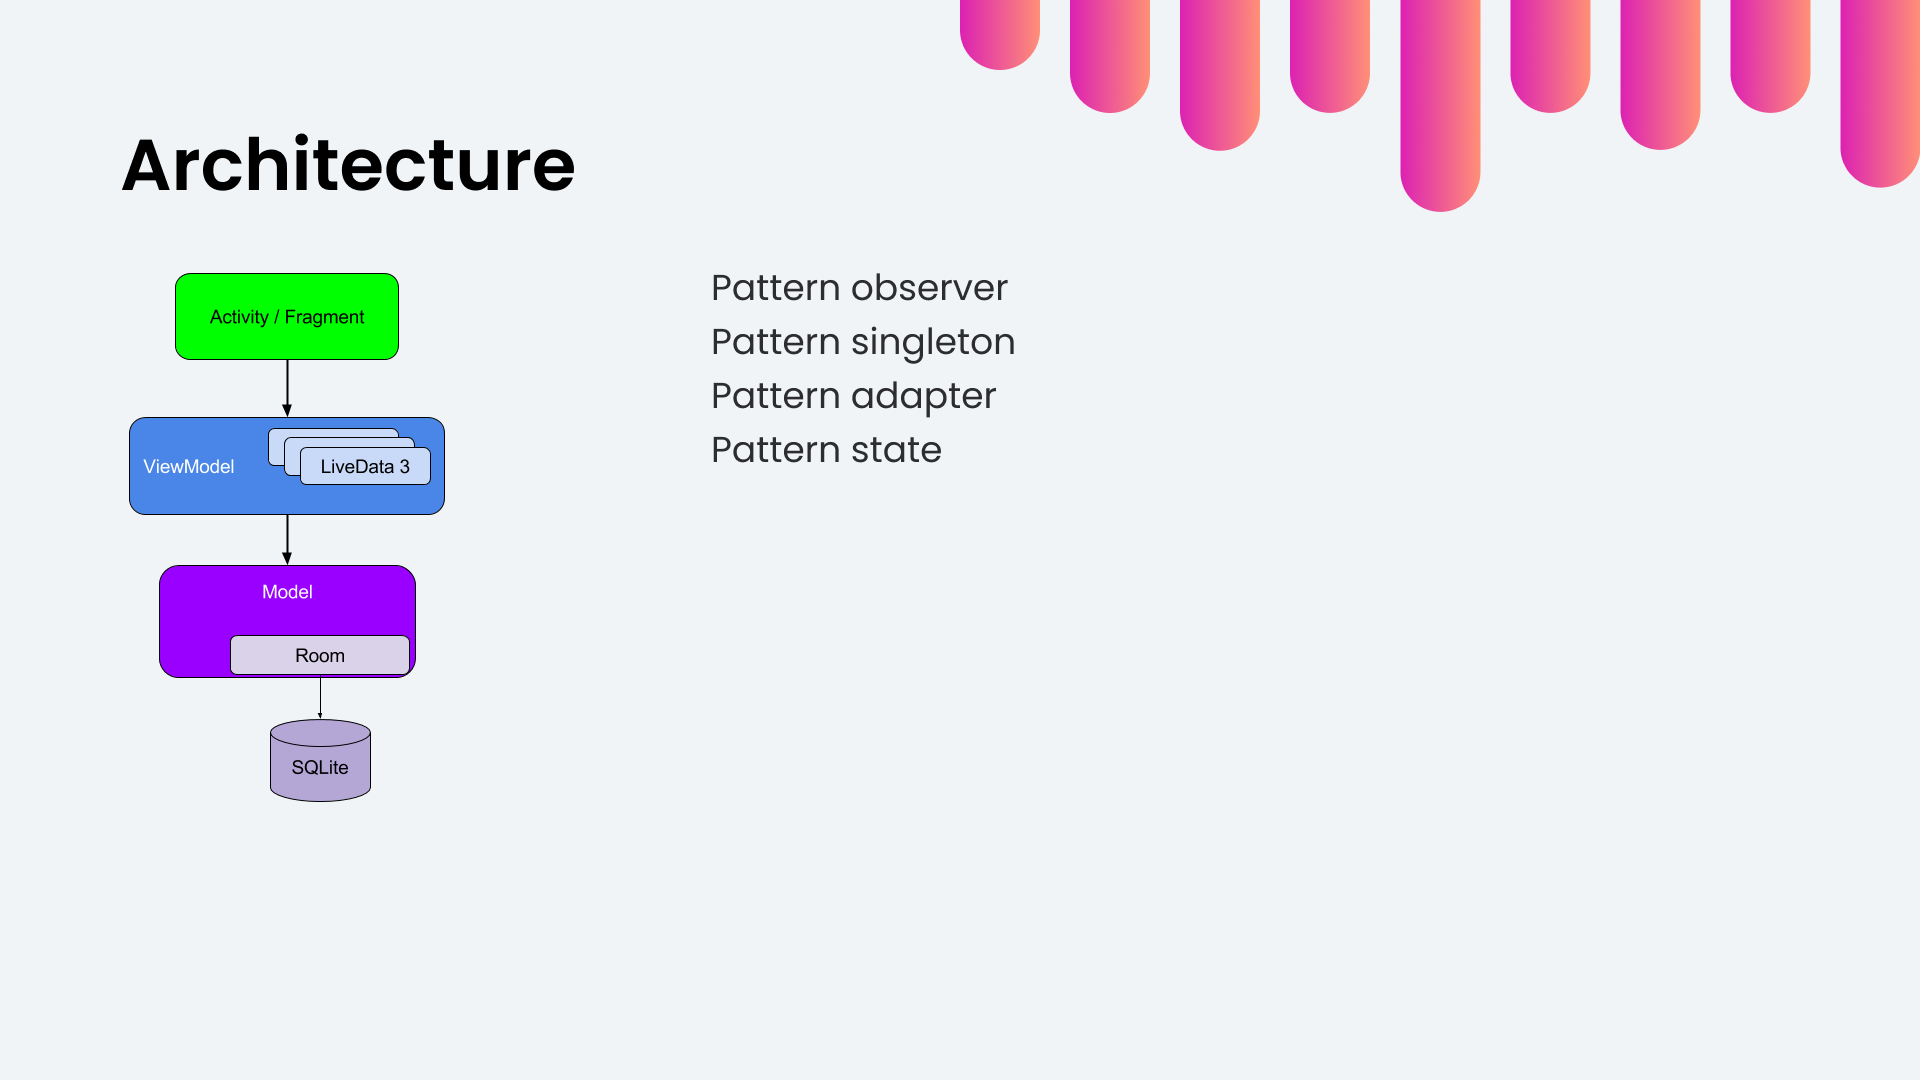 Architecture
Activity / Fragment
ViewModel
LiveData 3
Model
Room
SQLite
Pattern observer
Pattern singleton
Pattern adapter
Pattern state